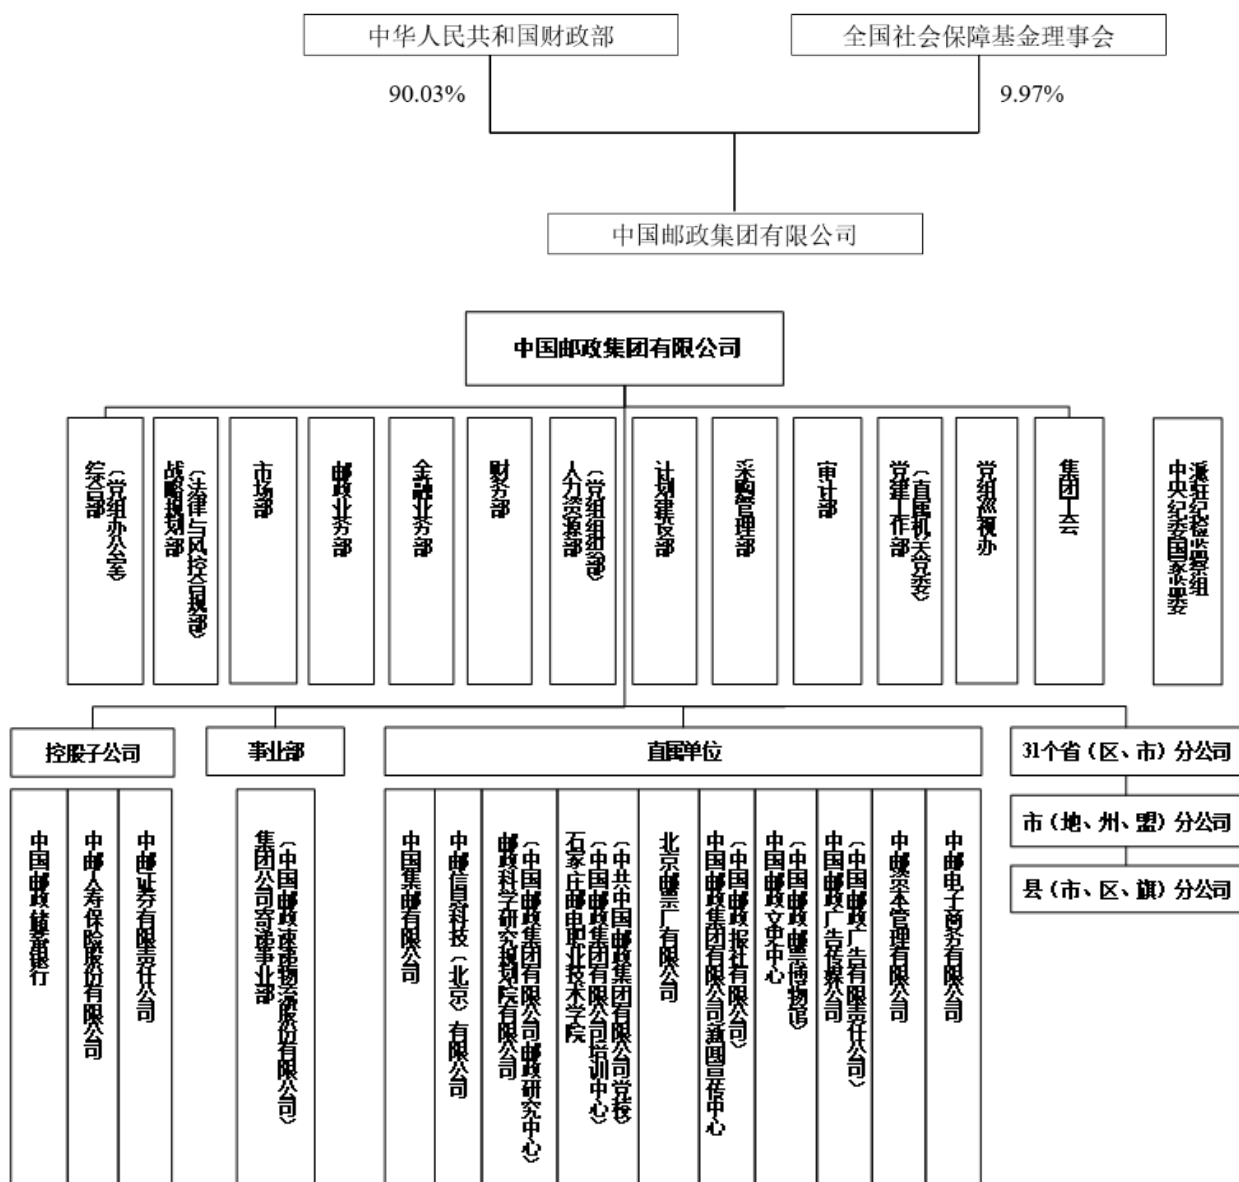 中华人民共和国财政部
全国社会保障基金理事会
90.03%
9.97%
中国邮政集团有限公司
中国邮政集团有限公司
综合部
（党组办公室）
战略规划部
（法律与风控合规部）
市场部
邮政业务部
金融业务部
财务部
人力资源部
（党组组织部）
计划建设部
采购管理部
审计部
党建工作部
（直属机关党委）
党组巡视办
集团工会
中央纪委国家监委
派驻纪检监察组
控股子公司
事业部
直属单位
31个省（区、市）分公司
市（地、州、盟）分公司
县（市、区、旗）分公司
中国邮政储蓄银行
中邮人寿保险股份有限公司
中邮证券有限责任公司
集团公司寄递事业部
（中国邮政速递物流股份有限公司）
中国集邮有限公司
中邮信息科技（北京）有限公司
邮政科学研究规划院有限公司
（中国邮政集团有限公司邮政研究中心）
石家庄邮电职业技术学院
（中国邮政集团有限公司培训中心）
（中共中国邮政集团有限公司党校）
北京邮票厂有限公司
中国邮政集团有限公司新闻宣传中心
（中国邮政报社有限公司）
中国邮政文史中心
（中国邮政邮票博物馆）
中国邮政广告传媒公司
（中国邮政广告有限责任公司）
中邮资本管理有限公司
中邮电子商务有限公司